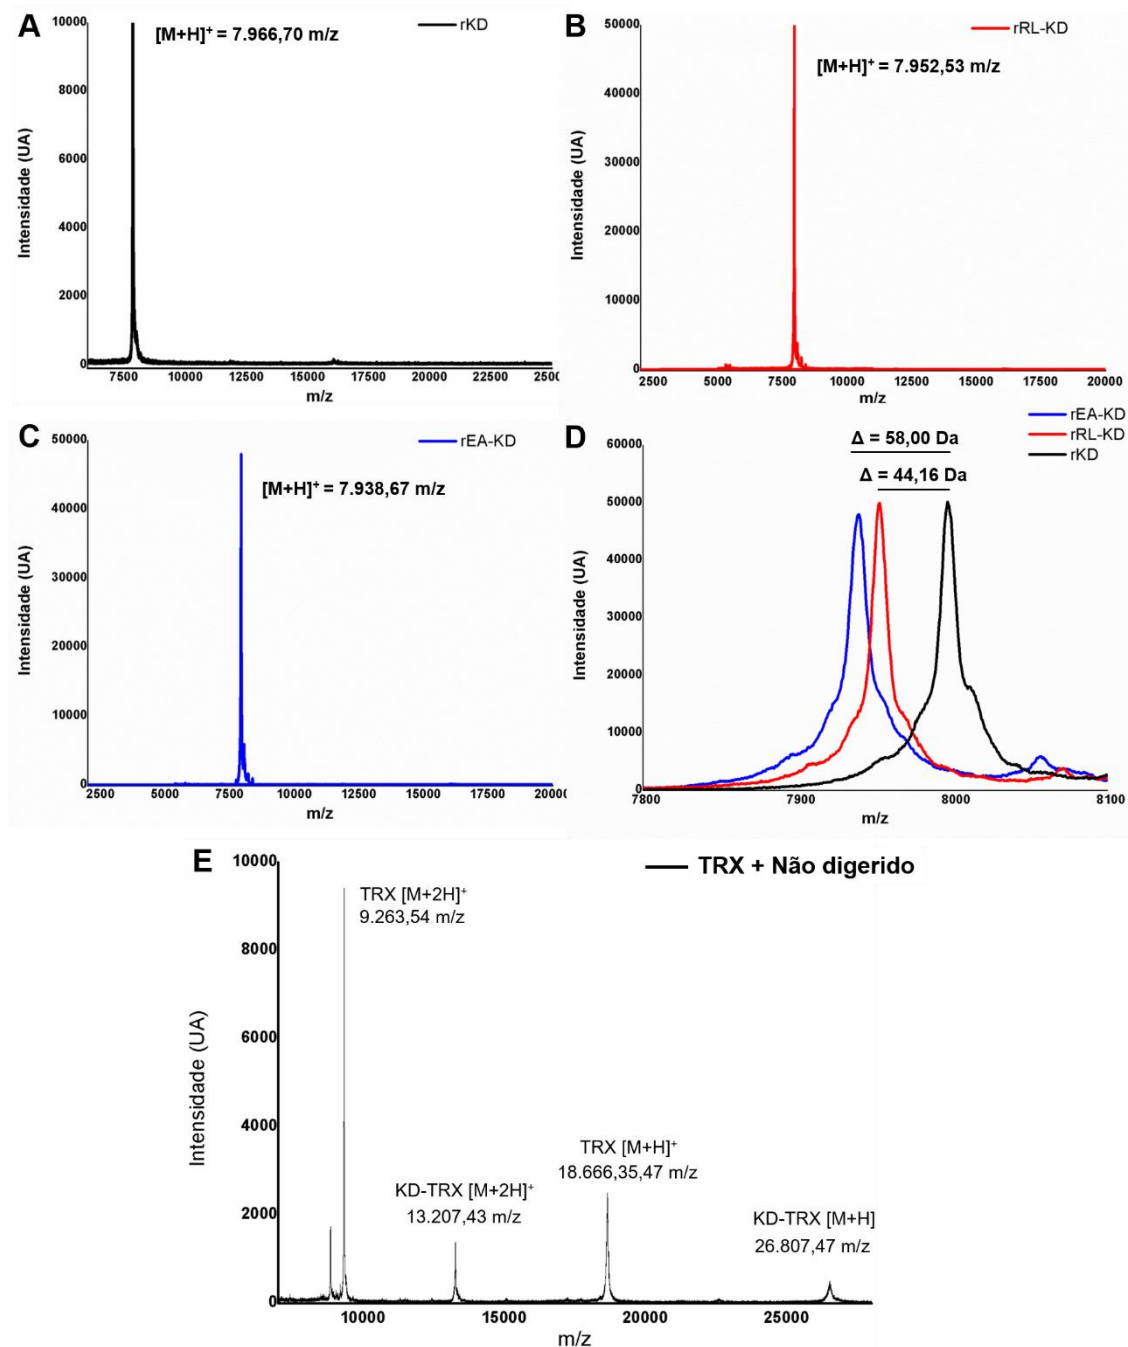 A
rKD
[M+H]+ = 7.966,70 m/z
Intensidade (UA)
10000
8000
6000
4000
2000
0
7500 10000 12500 15000 17500 20000 22500 2500
m/z
B
rRL-KD
[M+H]+ = 7.952,53 m/z
Intensidade (UA)
50000
40000
30000
20000
10000
0
2500 5000 7500 10000 12500 15000 17500 20000
m/z
C
rEA-KD
[M+H]+ = 7.938,67 m/z
Intensidade (UA)
50000
40000
30000
20000
10000
0
2500 5000 7500 10000 12500 15000 17500 20000
m/z
D
rEA-KD
rRL-KD
rKD
Δ = 58,00 Da
Δ = 44,16 Da
Intensidade (UA)
60000
50000
40000
30000
20000
10000
0
7800 7900 8000 8100
m/z
E
TRX + Não digerido
TRX [M+2H]+
9.263,54 m/z
KD-TRX [M+2H]+
13.207,43 m/z
TRX [M+H]+
18.666,35,47 m/z
KD-TRX [M+H]
26.807,47 m/z
Intensidade (UA)
10000
8000
6000
4000
2000
0
10000 15000 20000 25000
m/z